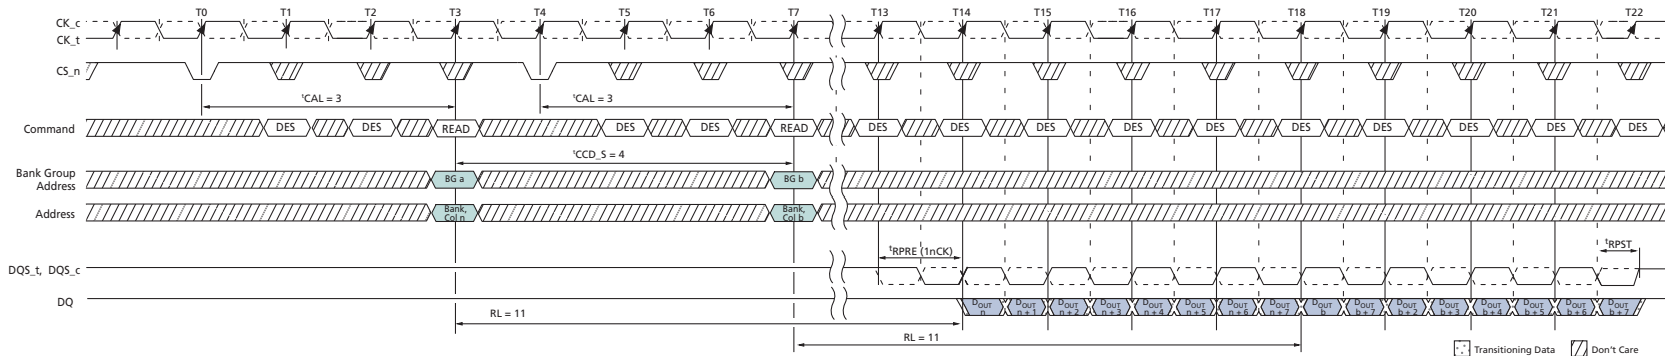 T0 T1 T2 T3 T4 T5 T6 T7 T13 T14 T15 T16 T17 T18 T19 T20 T21 T22
CK_c
CK_t
CS_n
tCAL = 3 tCAL = 3
Command DES DES READ DES DES READ DES DES DES DES DES DES DES DES DES DES
tCCD_S = 4
Bank Group
Address
BG a BG b
Address
Bank,
Col n
Bank,
Col b
tRPRE (1nCK) tRPST
DQS_t, DQS_c
DQ
DOUT DOUT DOUT DOUT DOUT DOUT DOUT DOUT DOUT DOUT DOUT DOUT DOUT DOUT DOUT DOUT
n n + 1 n + 2 n + 3 n + 4 n + 5 n + 6 n + 7 b b + 7 b + 2 b + 3 b + 4 b + 5 b + 6 b + 7
RL = 11
RL = 11
Transitioning Data Don't Care